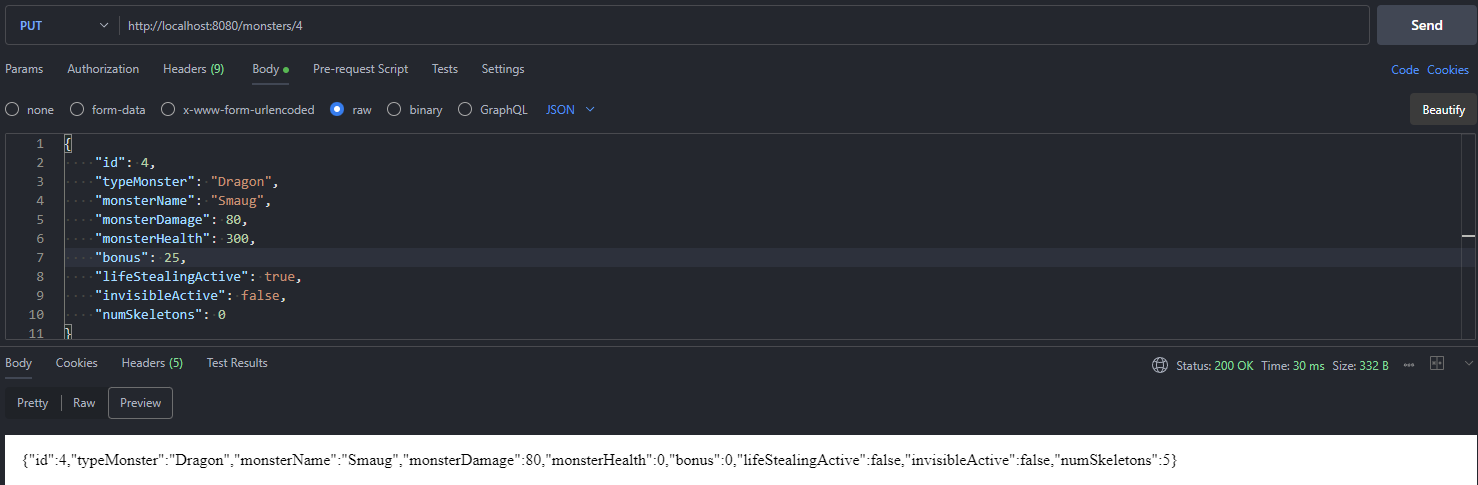 PUT http://localhost:8080/monsters/4 Send
Params Authorization Headers (9) Body Pre-request Script Tests Settings Code Cookies
none form-data x-www-form-urlencoded raw binary GraphQL JSON Beautify
1 {
2 "id": 4,
3 "typeMonster": "Dragon",
4 "monsterName": "Smaug",
5 "monsterDamage": 80,
6 "monsterHealth": 300,
7 "bonus": 25,
8 "lifeStealingActive": true,
9 "invisibleActive": false,
10 "numSkeletons": 0
11 }
Body Cookies Headers (5) Test Results Status: 200 OK Time: 30 ms Size: 332 B
Pretty Raw Preview
{"id":4,"typeMonster":"Dragon","monsterName":"Smaug","monsterDamage":80,"monsterHealth":0,"bonus":0,"lifeStealingActive":false,"invisibleActive":false,"numSkeletons":5}